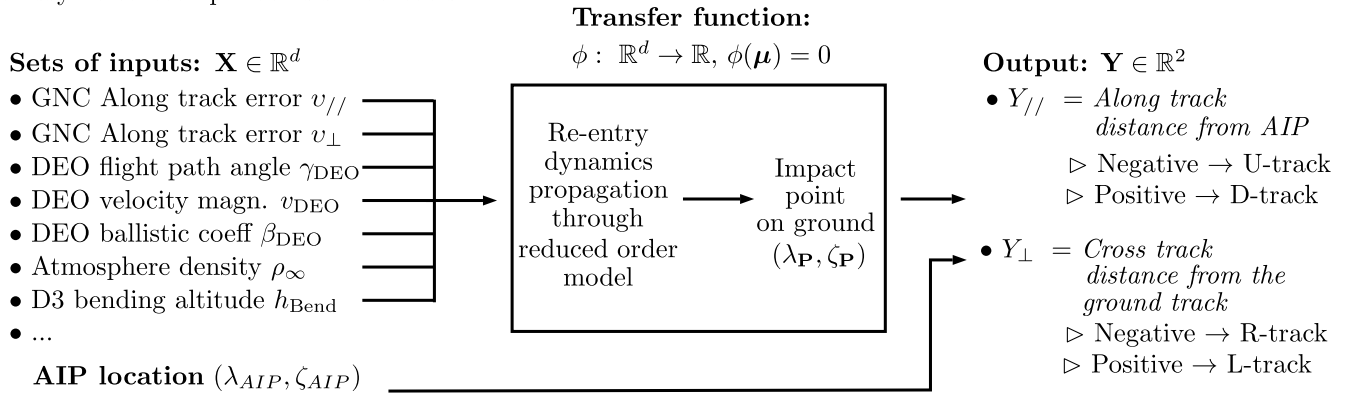 Transfer function:
ϕ : ℝᵈ → ℝ, ϕ(μ) = 0
Sets of inputs: X ∈ ℝᵈ
• GNC Along track error υ_//
• GNC Along track error υ_⊥
• DEO flight path angle γ_DEO
• DEO velocity magn. υ_DEO
• DEO ballistic coeff β_DEO
• Atmosphere density ρ_∞
• D3 bending altitude h_Bend
• ...
AIP location (λ_AIP, ζ_AIP)
Re-entry
dynamics
propagation
through
reduced order
model
Impact
point
on ground
(λ_P, ζ_P)
Output: Y ∈ ℝ²
• Y_// = Along track
distance from AIP
▷ Negative → U-track
▷ Positive → D-track
• Y_⊥ = Cross track
distance from the
ground track
▷ Negative → R-track
▷ Positive → L-track